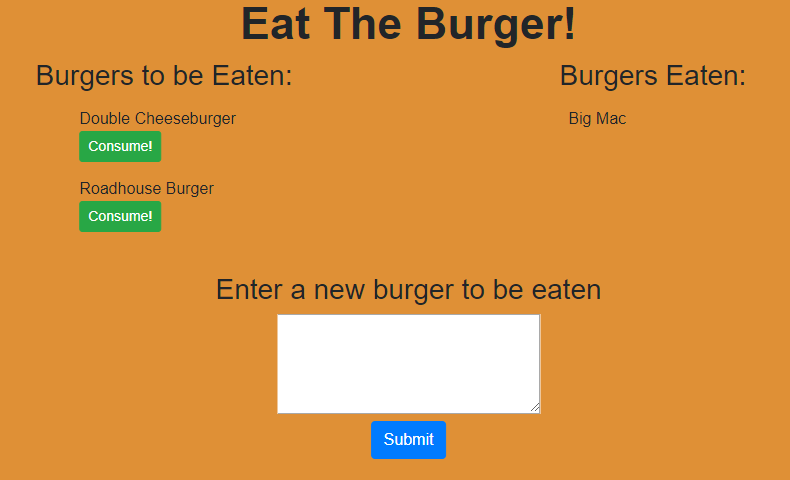 Eat The Burger!
Burgers to be Eaten:
Double Cheeseburger
Consume!
Roadhouse Burger
Consume!
Burgers Eaten:
Big Mac
Enter a new burger to be eaten
Submit